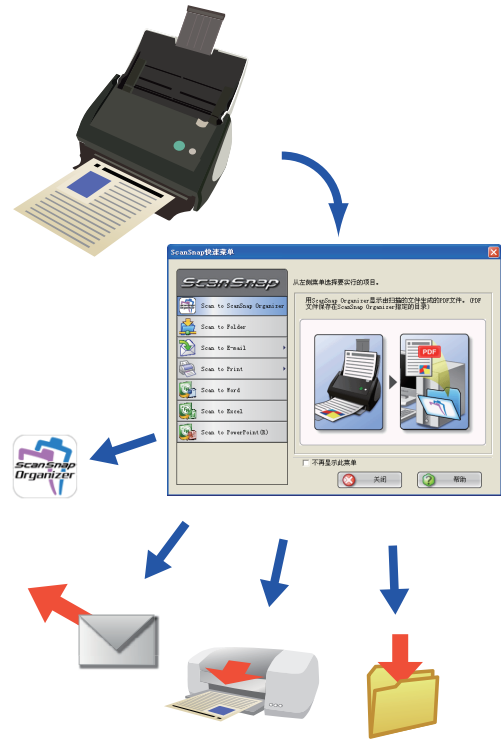 ScanSnap快速菜单
ScanSnap
Scan to ScanSnap Organizer
Scan to Folder
Scan to E-mail
Scan to Print
Scan to Word
Scan to Excel
Scan to PowerPoint(R)
从左侧菜单选择要实行的项目。
用ScanSnap Organizer显示由扫描的文件生成的PDF文件。 (PDF
文件保存在ScanSnap Organizer指定的目录)
PDF
不再显示此菜单
关闭
帮助
ScanSnap
Organizer